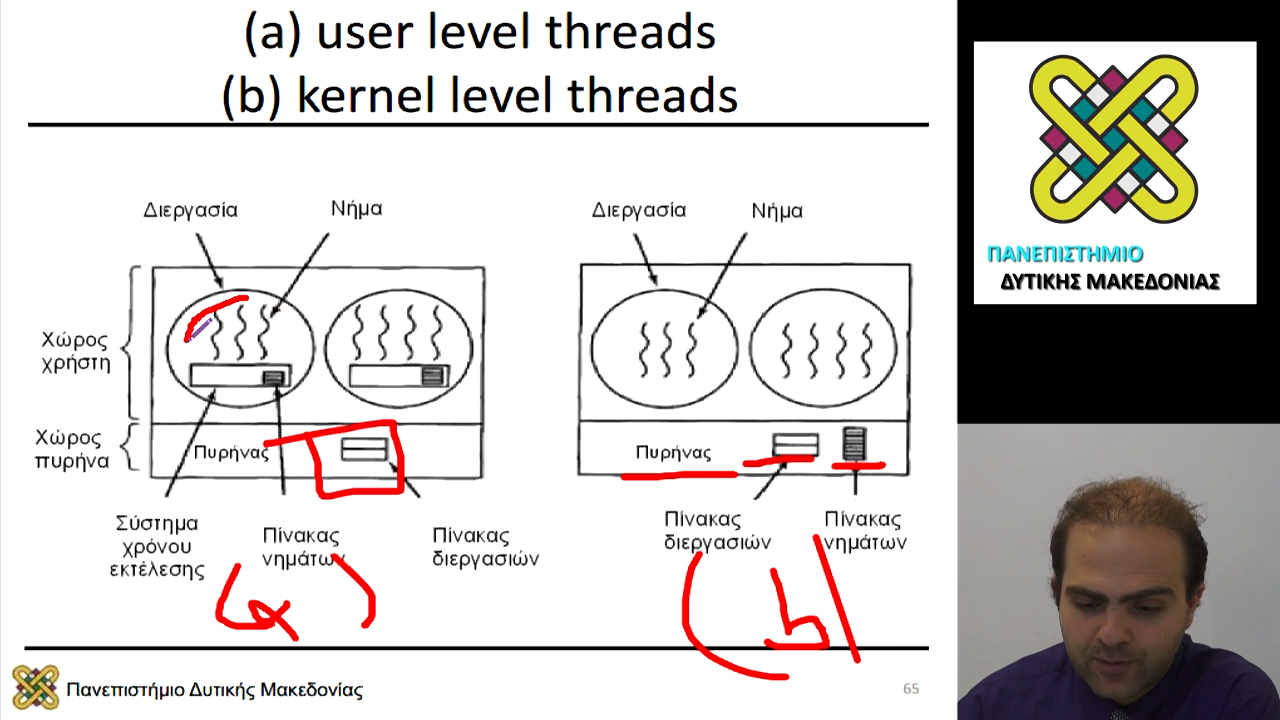 (a) user level threads
(b) kernel level threads
Διεργασία
Νήμα
Χώρος
χρήστη
Χώρος
πυρήνα
Πυρήνας
Σύστημα
χρόνου
εκτέλεσης
Πίνακας
νημάτων
Πίνακας
διεργασιών
(α)
Διεργασία
Νήμα
Πυρήνας
Πίνακας
διεργασιών
Πίνακας
νημάτων
(b)
Πανεπιστήμιο Δυτικής Μακεδονίας
65
ΠΑΝΕΠΙΣΤΗΜΙΟ
ΔΥΤΙΚΗΣ ΜΑΚΕΔΟΝΙΑΣ